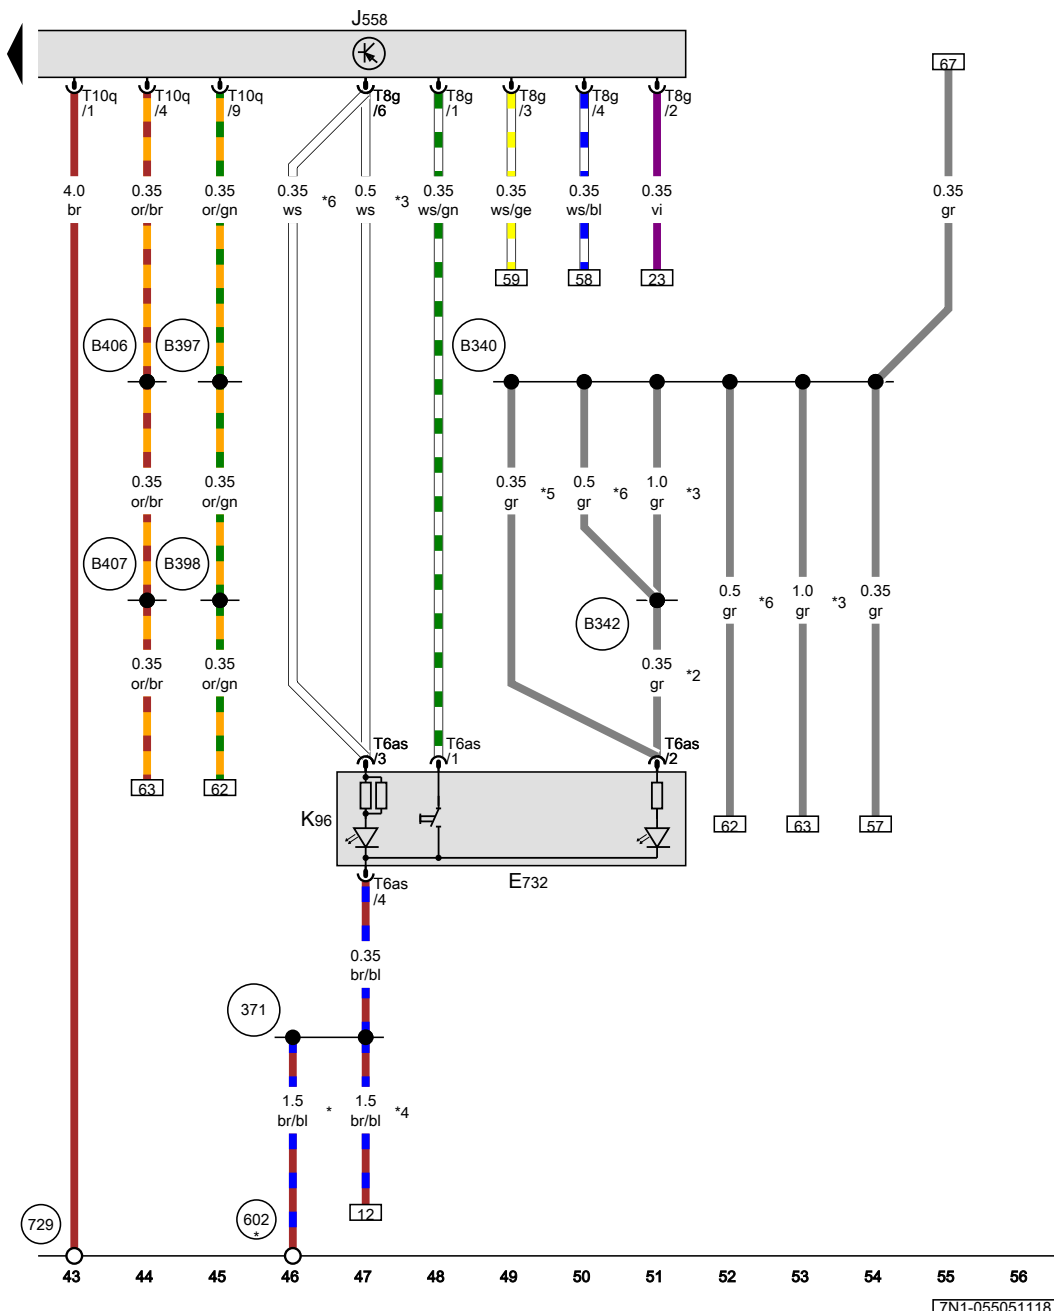 J558
67
T10q
/1
T10q
/4
T10q
/9
T8g
/6
T8g
/1
T8g
/3
T8g
/4
T8g
/2
4.0
br
0.35
or/br
0.35
or/gn
0.35
ws
*6
0.5
ws
*3
0.35
ws/gn
0.35
ws/ge
0.35
ws/bl
0.35
vi
0.35
gr
59
58
23
B406
B397
B340
0.35
or/br
0.35
or/gn
0.35
gr
*5
0.5
gr
*6
1.0
gr
*3
B407
B398
B342
0.5
gr
*6
1.0
gr
*3
0.35
gr
0.35
or/br
0.35
or/gn
0.35
gr
*2
T6as
/3
T6as
/1
T6as
/2
63
62
K96
62
63
57
E732
T6as
/4
0.35
br/bl
371
1.5
br/bl
*
1.5
br/bl
*4
729
602
*
12
43
44
45
46
47
48
49
50
51
52
53
54
55
56
7N1-055051118